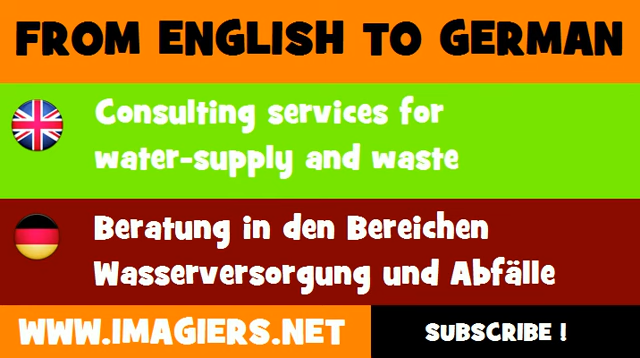 FROM ENGLISH TO GERMAN
Consulting services for
water-supply and waste
Beratung in den Bereichen
Wasserversorgung und Abfälle
WWW.IMAGIERS.NET
SUBSCRIBE !